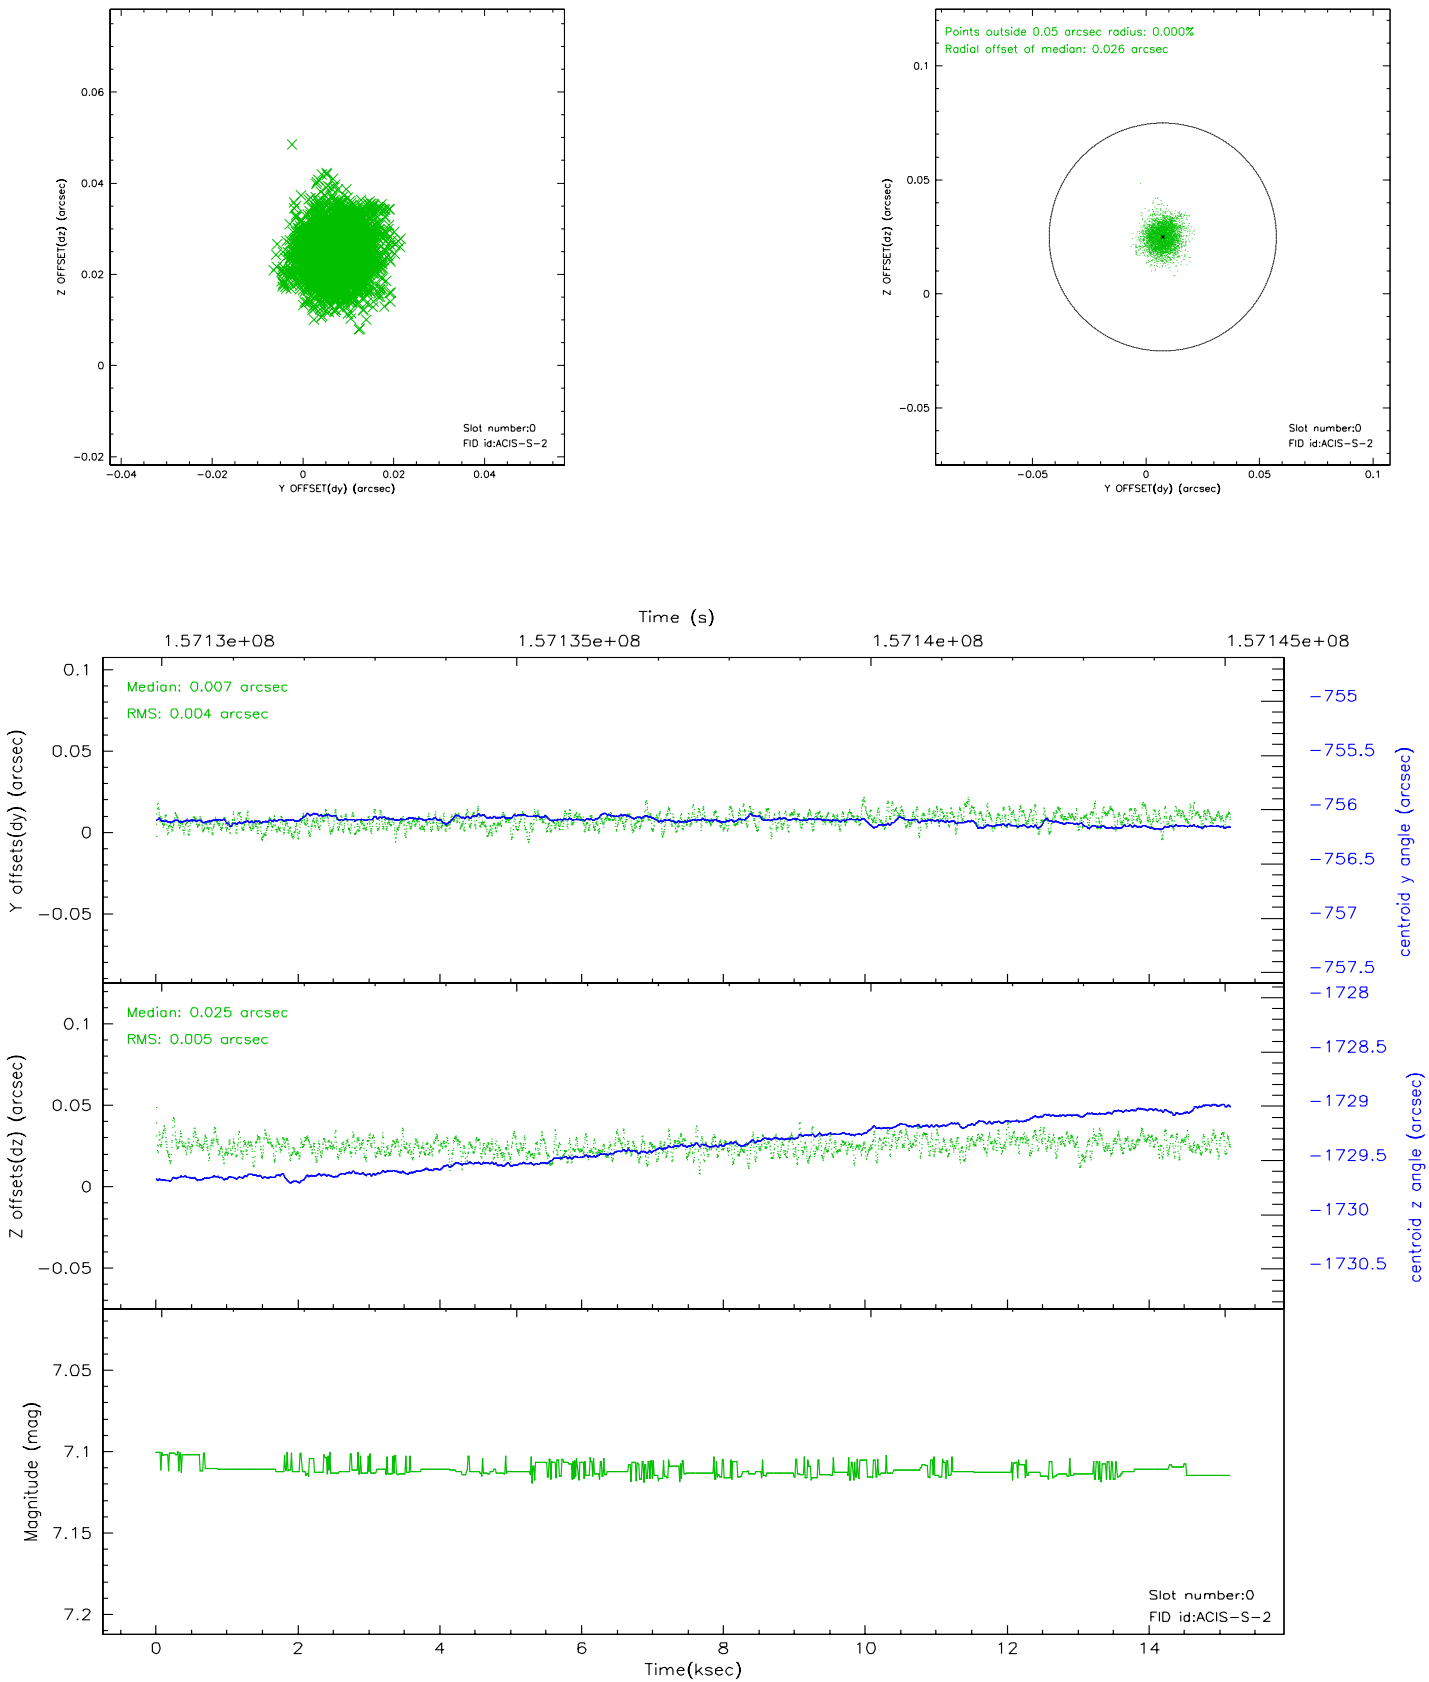 0.06
0.04
0.02
0
-0.02
Z OFFSET(dz) (arcsec)
Slot number:0
FID id:ACIS-S-2
-0.04 -0.02 0 0.02 0.04
Y OFFSET(dy) (arcsec)
Points outside 0.05 arcsec radius: 0.000%
Radial offset of median: 0.026 arcsec
0.1
0.05
0
-0.05
Z OFFSET(dz) (arcsec)
Slot number:0
FID id:ACIS-S-2
-0.05 0 0.05 0.1
Y OFFSET(dy) (arcsec)
Time (s)
1.5713e+08 1.57135e+08 1.5714e+08 1.57145e+08
Median: 0.007 arcsec
RMS: 0.004 arcsec
0.1
0.05
0
-0.05
Y offsets(dy) (arcsec)
-755
-755.5
-756
-756.5
-757
-757.5
centroid y angle (arcsec)
Median: 0.025 arcsec
RMS: 0.005 arcsec
0.1
0.05
0
-0.05
Z offsets(dz) (arcsec)
-1728
-1728.5
-1729
-1729.5
-1730
-1730.5
centroid z angle (arcsec)
7.05
7.1
7.15
7.2
Magnitude (mag)
Slot number:0
FID id:ACIS-S-2
0 2 4 6 8 10 12 14
Time(ksec)